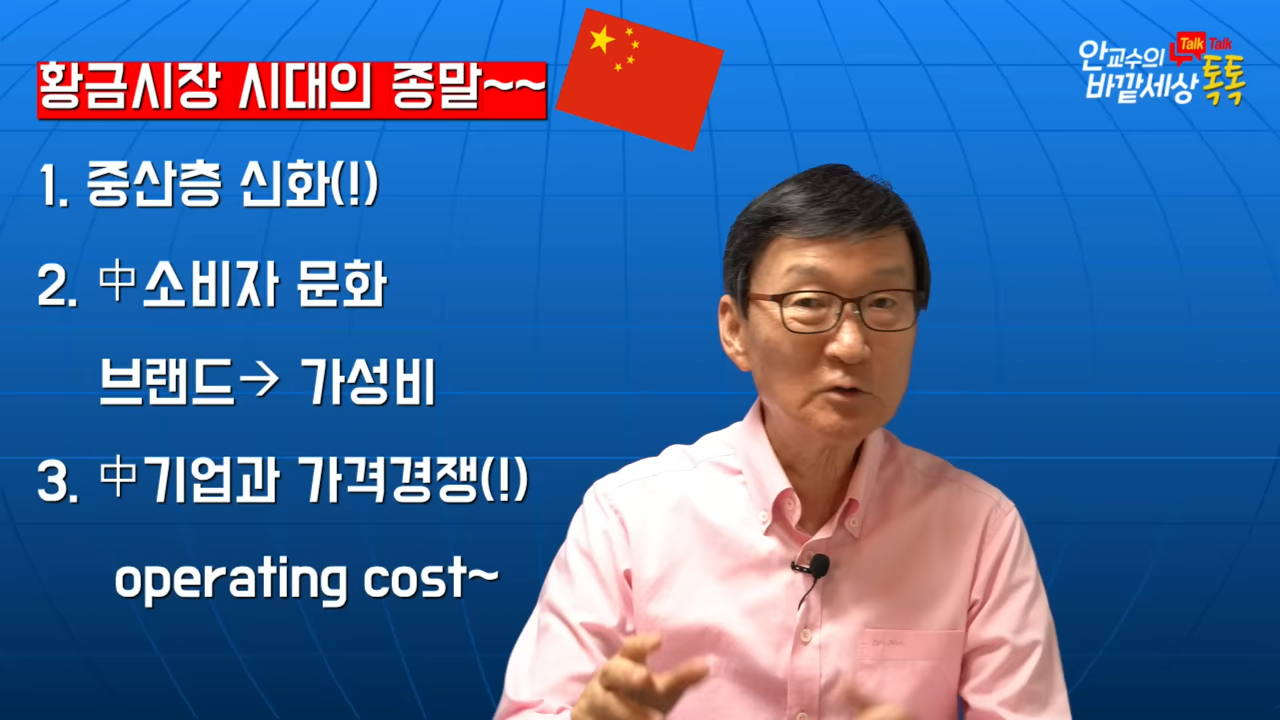 황금시장 시대의 종말~~
1. 중산층 신화(!)
2. 中소비자 문화
브랜드→ 가성비
3. 中기업과 가격경쟁(!)
operating cost~
안교수의 Talk Talk
바깥세상 톡톡